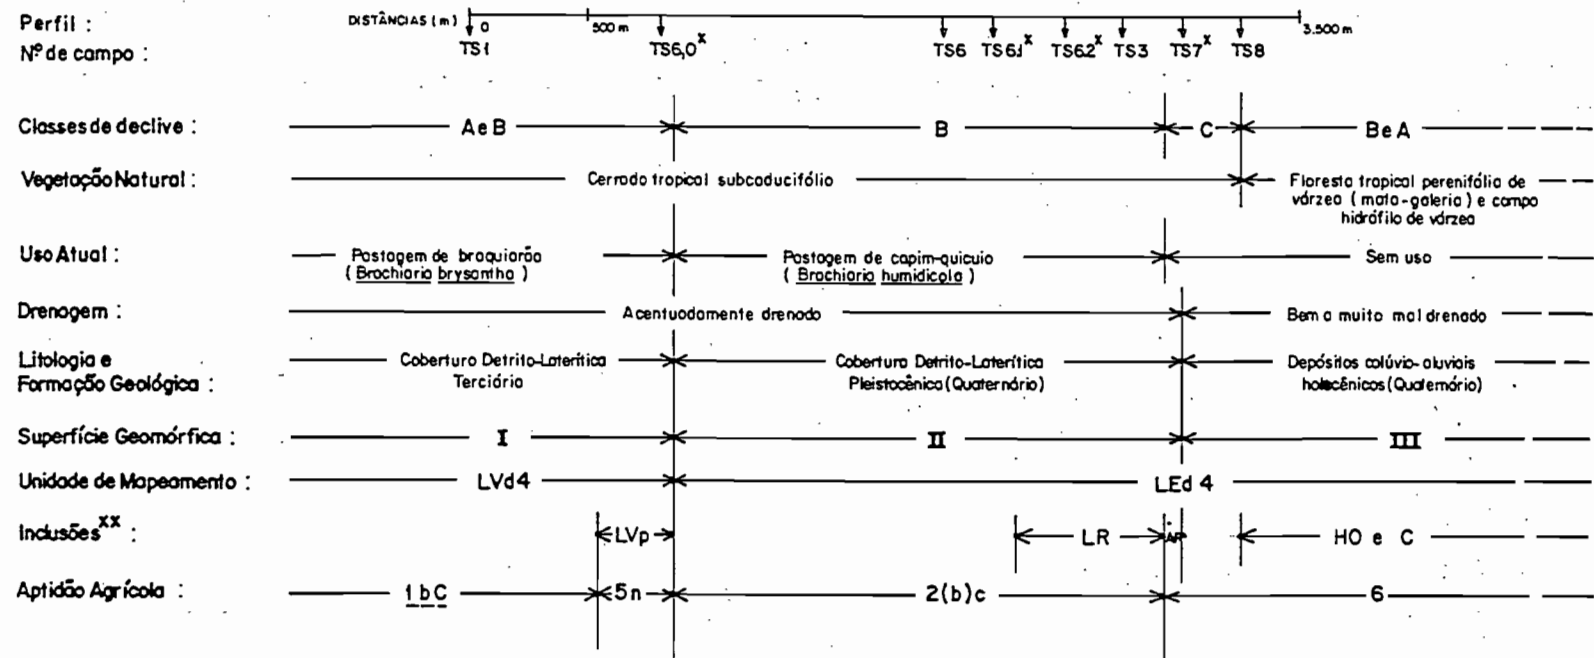 Perfil :
DISTÂNCIAS (m)
0
500 m
3.500 m
Nº de campo :
TS1
TS6,0ˣ
TS6
TS6.1ˣ
TS6.2ˣ
TS3
TS7ˣ
TS8
Classes de declive :
A e B
B
C
B e A
Vegetação Natural :
Cerrado tropical subcaducifólio
Floresta tropical perenifólia de
várzea (mata-galeria) e campo
hidrófilo de várzea
Uso Atual :
Pastagem de braquiarão
(Brachiaria brysantha)
Pastagem de capim-quicuio
(Brachiaria humidicola)
Sem uso
Drenagem :
Acentuadamente drenado
Bem a muito mal drenado
Litologia e
Formação Geológica :
Cobertura Detrito-Laterítica
Terciária
Cobertura Detrito-Laterítica
Pleistocênica (Quaternário)
Depósitos colúvio-aluviais
holocênicos (Quaternário)
Superfície Geomórfica :
I
II
III
Unidade de Mapeamento :
LVd4
LEd 4
Inclusões ˣˣ :
LVp
LR
HO e C
Aptidão Agrícola :
1 b C
5n
2(b)c
6